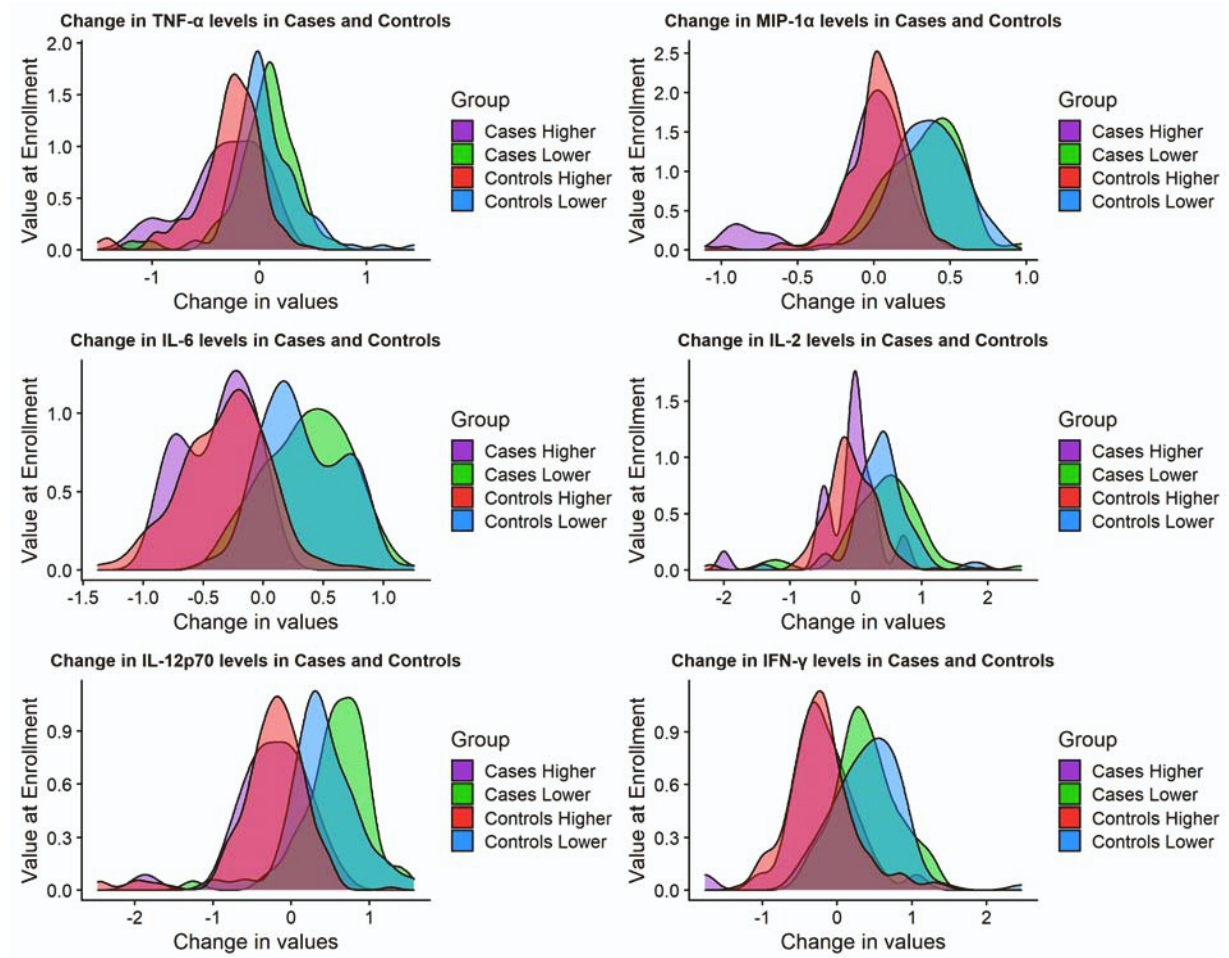 Change in TNF-α levels in Cases and Controls
Value at Enrollment
2.0
1.5
1.0
0.5
0.0
-1
0
1
Change in values
Group
Cases Higher
Cases Lower
Controls Higher
Controls Lower
Change in MIP-1α levels in Cases and Controls
Value at Enrollment
2.5
2.0
1.5
1.0
0.5
0.0
-1.0
-0.5
0.0
0.5
1.0
Change in values
Group
Cases Higher
Cases Lower
Controls Higher
Controls Lower
Change in IL-6 levels in Cases and Controls
Value at Enrollment
1.0
0.5
0.0
-1.5
-1.0
-0.5
0.0
0.5
1.0
Change in values
Group
Cases Higher
Cases Lower
Controls Higher
Controls Lower
Change in IL-2 levels in Cases and Controls
Value at Enrollment
1.5
1.0
0.5
0.0
-2
-1
0
1
2
Change in values
Group
Cases Higher
Cases Lower
Controls Higher
Controls Lower
Change in IL-12p70 levels in Cases and Controls
Value at Enrollment
0.9
0.6
0.3
0.0
-2
-1
0
1
Change in values
Group
Cases Higher
Cases Lower
Controls Higher
Controls Lower
Change in IFN-γ levels in Cases and Controls
Value at Enrollment
0.9
0.6
0.3
0.0
-1
0
1
2
Change in values
Group
Cases Higher
Cases Lower
Controls Higher
Controls Lower